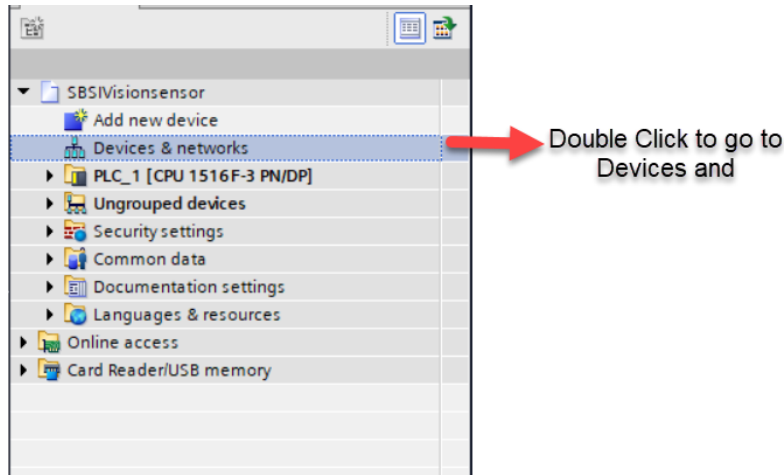 SBSIVisionsensor
Add new device
Devices & networks
Double Click to go to
Devices and
PLC_1 [CPU 1516F-3 PN/DP]
Ungrouped devices
Security settings
Common data
Documentation settings
Languages & resources
Online access
Card Reader/USB memory